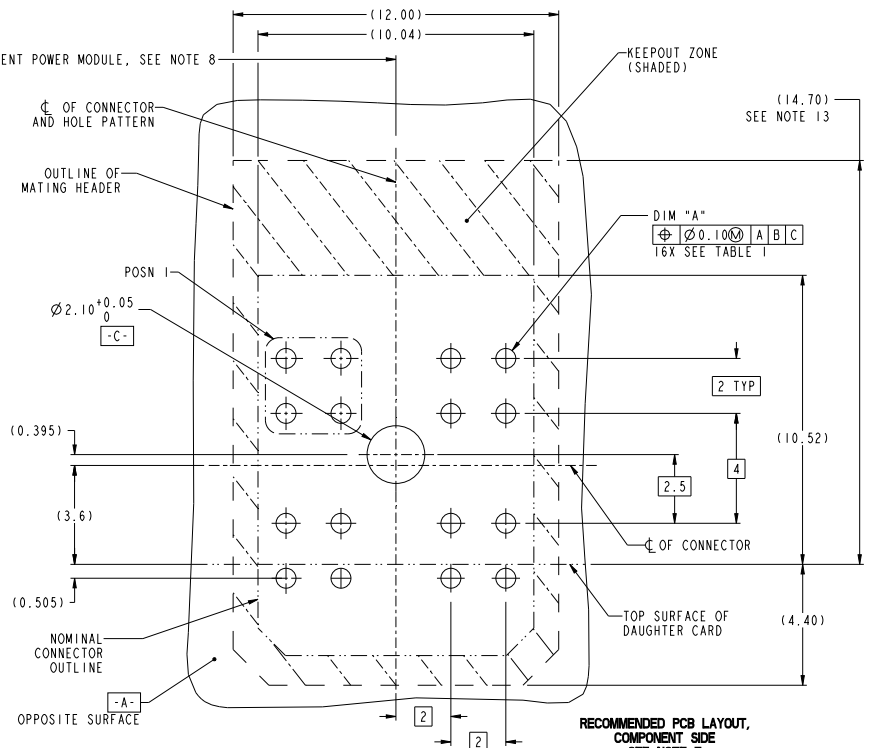 (12.00)
(10.04)
ENT POWER MODULE, SEE NOTE 8
KEEPOUT ZONE
(SHADED)
℄ OF CONNECTOR
AND HOLE PATTERN
(14.70)
SEE NOTE 13
OUTLINE OF
MATING HEADER
DIM "A"
⌖ Ø0.10Ⓜ A B C
16X SEE TABLE 1
POSN 1
Ø2.10 +0.05
0
-C-
2 TYP
(0.395)
(10.52)
4
2.5
(3.6)
℄ OF CONNECTOR
(0.505)
TOP SURFACE OF
DAUGHTER CARD
(4.40)
NOMINAL
CONNECTOR
OUTLINE
-A-
OPPOSITE SURFACE
2
2
RECOMMENDED PCB LAYOUT,
COMPONENT SIDE